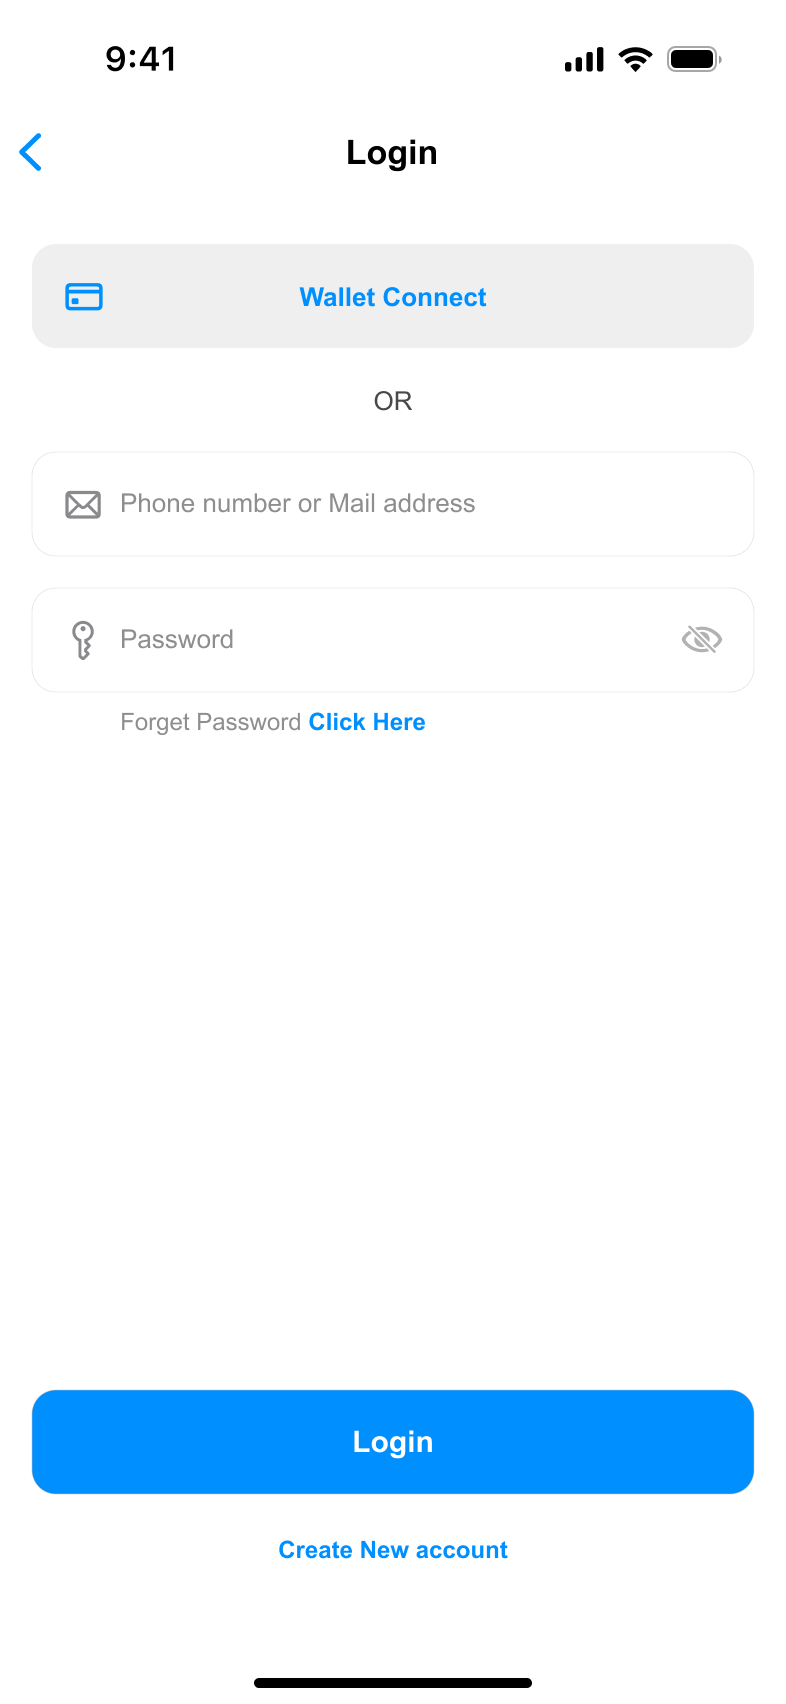 9:41
Login
Wallet Connect
OR
Phone number or Mail address
Password
Forget Password Click Here
Login
Create New account